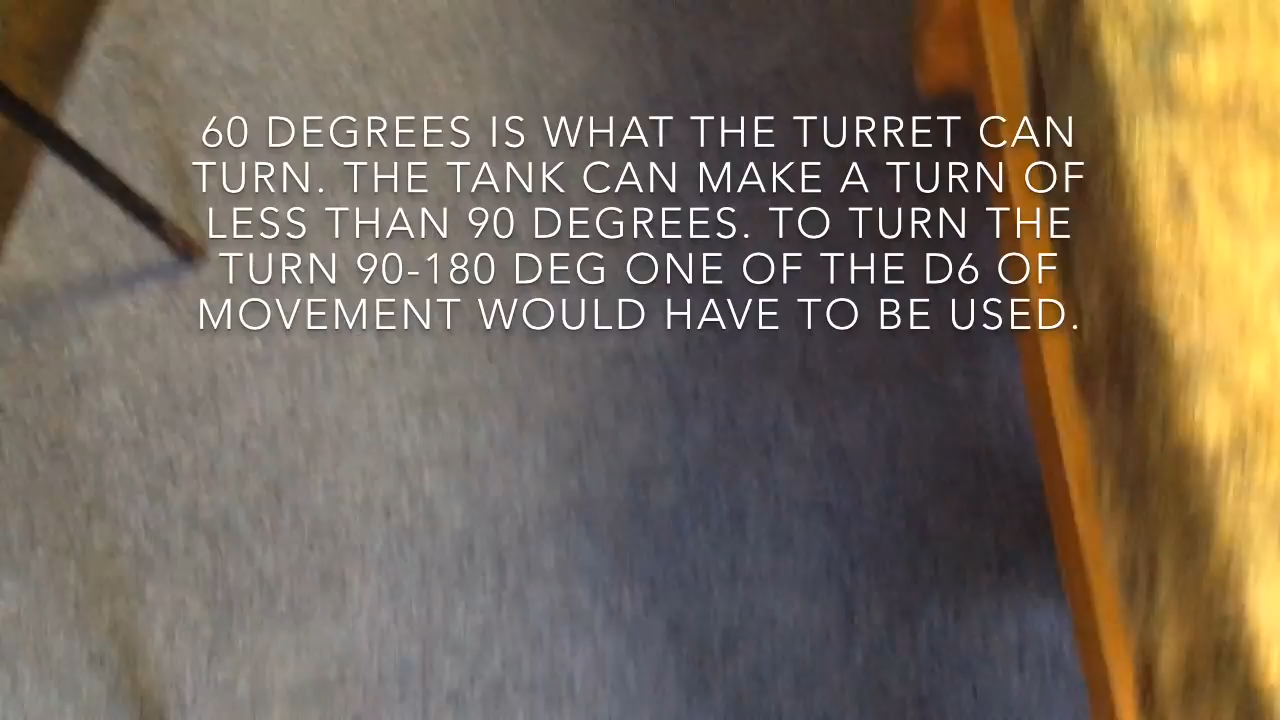 60 DEGREES IS WHAT THE TURRET CAN
TURN. THE TANK CAN MAKE A TURN OF
LESS THAN 90 DEGREES. TO TURN THE
TURN 90-180 DEG ONE OF THE D6 OF
MOVEMENT WOULD HAVE TO BE USED.